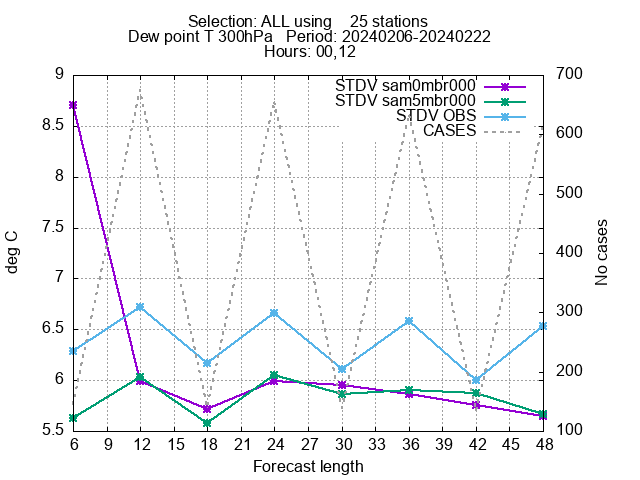 Selection: ALL using    25 stations
Dew point T 300hPa   Period: 20240206-20240222
Hours: 00,12
STDV sam0mbr000
STDV sam5mbr000
STDV OBS
CASES
9
8.5
8
7.5
7
6.5
6
5.5
deg C
700
600
500
400
300
200
100
No cases
6 9 12 15 18 21 24 27 30 33 36 39 42 45 48
Forecast length